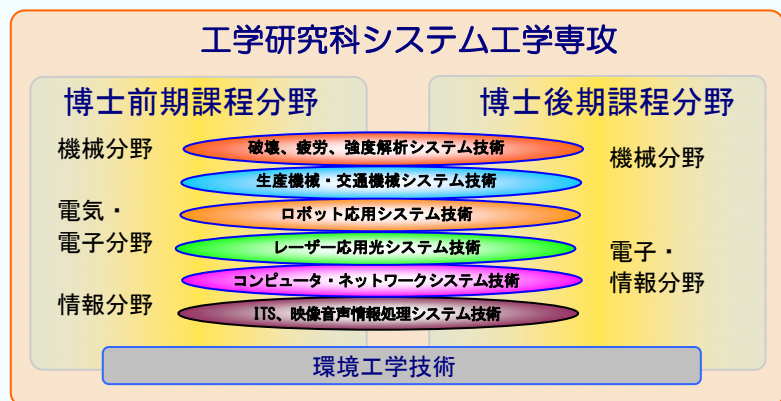 工学研究科システム工学専攻
博士前期課程分野
博士後期課程分野
機械分野
電気・
電子分野
情報分野
破壊、疲労、強度解析システム技術
生産機械・交通機械システム技術
ロボット応用システム技術
レーザー応用光システム技術
コンピュータ・ネットワークシステム技術
ITS、映像音声情報処理システム技術
機械分野
電子・
情報分野
環境工学技術